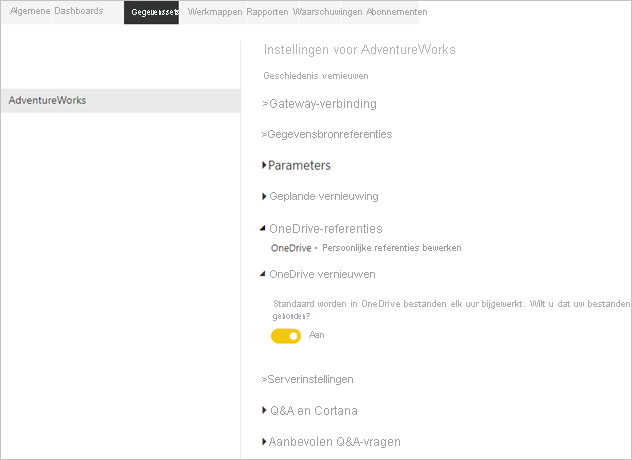 Algemene Dashboards Gegevenssets Werkmappen Rapporten Waarschuwingen Abonnementen
Instellingen voor AdventureWorks
Geschiedenis vernieuwen
AdventureWorks
>Gateway-verbinding
>Gegevensbronreferenties
Parameters
Geplande vernieuwing
OneDrive-referenties
OneDrive - Persoonlijke referenties bewerken
OneDrive vernieuwen
Standaard worden in OneDrive bestanden elk uur bijgewerkt. Wilt u dat uw bestanden
gehouden?
Aan
>Serverinstellingen
Q&A en Cortana
Aanbevolen Q&A-vragen